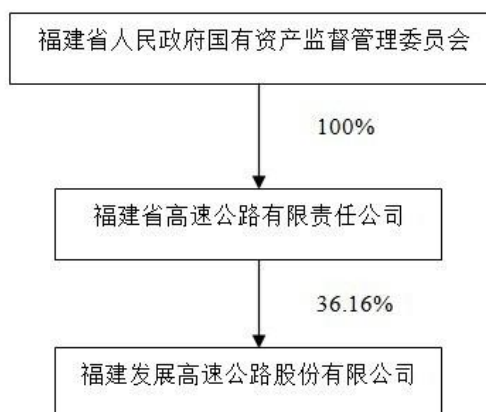 福建省人民政府国有资产监督管理委员会
100%
福建省高速公路有限责任公司
36.16%
福建发展高速公路股份有限公司